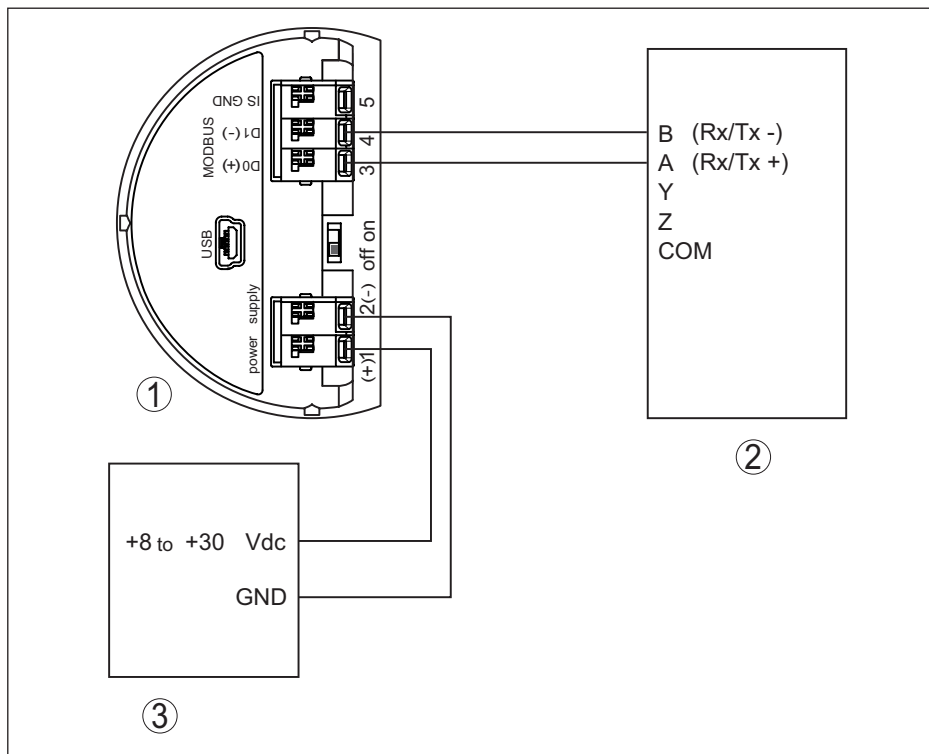 IS GND
MODBUS
D1(-)
D0(+)
5
4
3
USB
off on
power supply
2(-)
(+)1
B (Rx/Tx -)
A (Rx/Tx +)
Y
Z
COM
①
②
+8 to +30 Vdc
GND
③